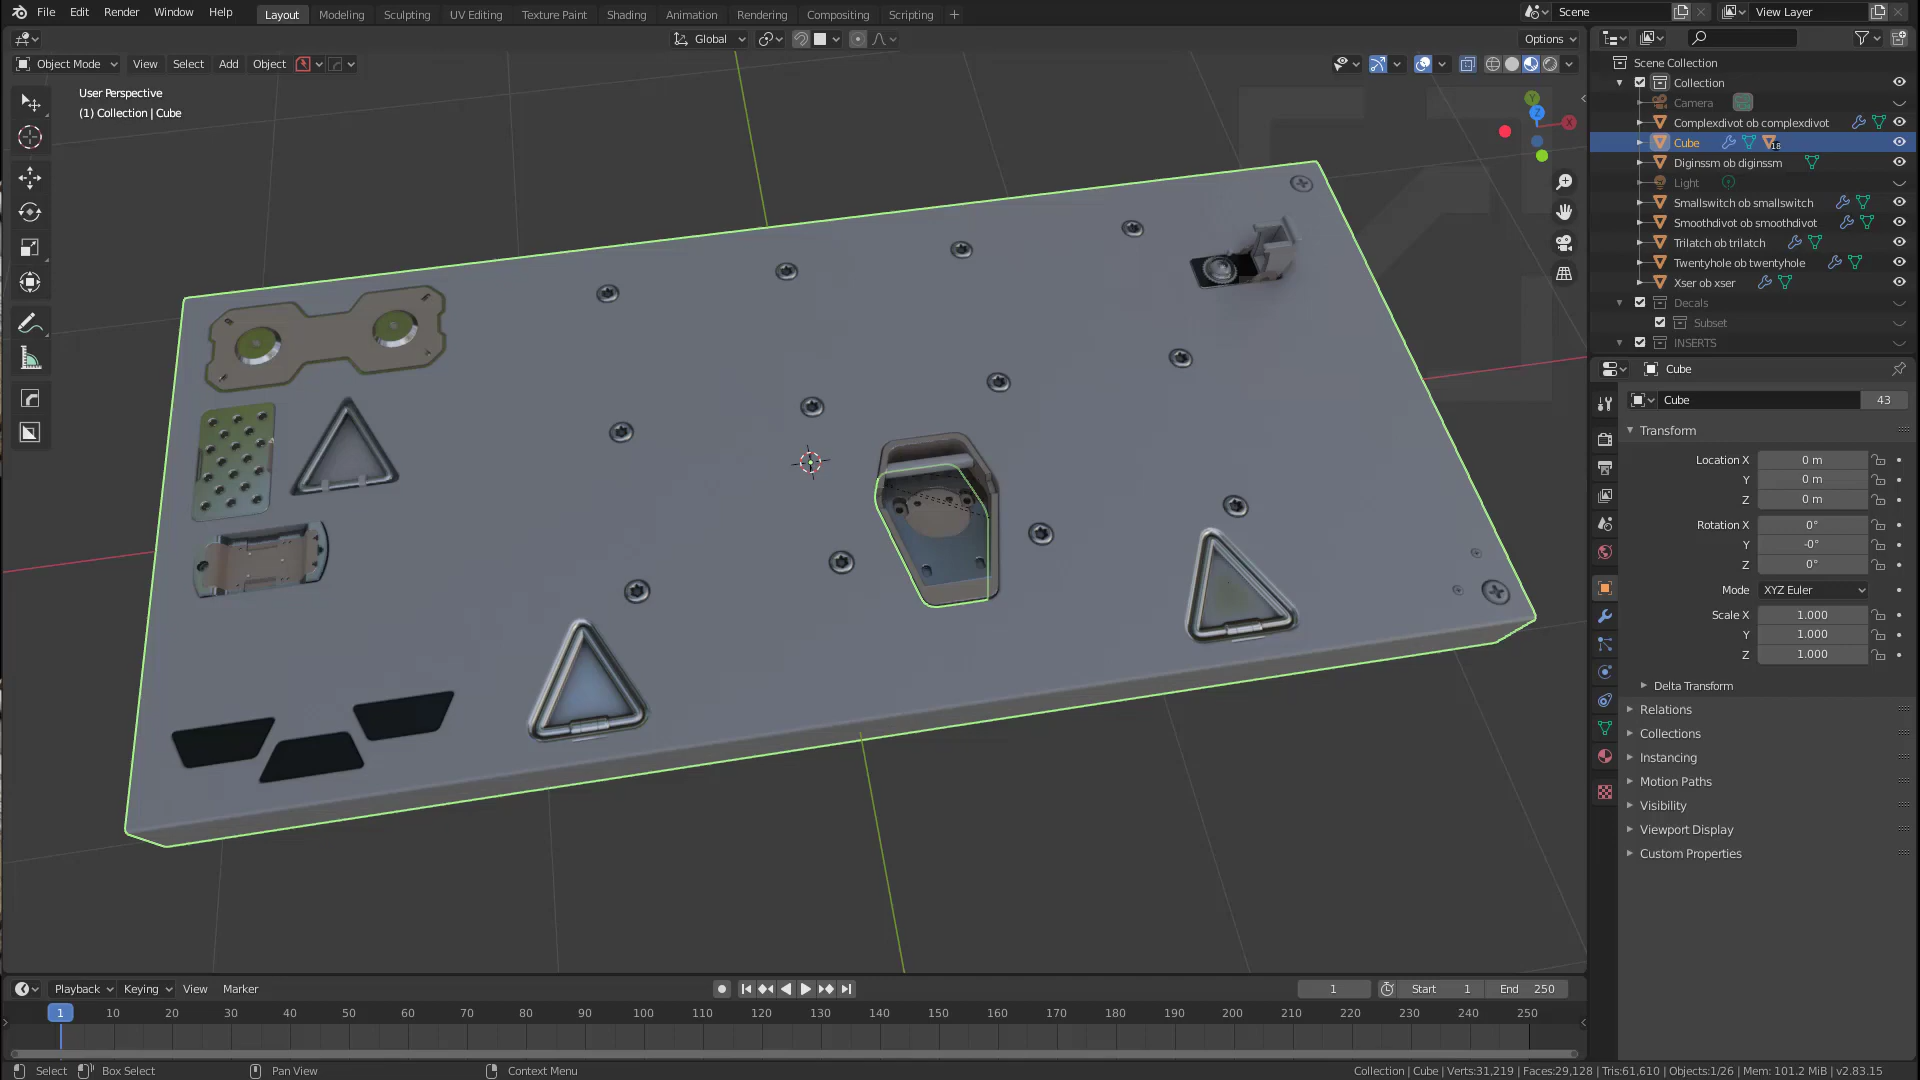 File Edit Render Window Help Layout Modeling Sculpting UV Editing Texture Paint Shading Animation Rendering Compositing Scripting + Scene View Layer
Global Options
Object Mode View Select Add Object
User Perspective
(1) Collection | Cube
Y
Z
X
Scene Collection
Collection
Camera
Complexdivot ob complexdivot
Cube 18
Diginssm ob diginssm
Light
Smallswitch ob smallswitch
Smoothdivot ob smoothdivot
Trilatch ob trilatch
Twentyhole ob twentyhole
Xser ob xser
Decals
Subset
INSERTS
Cube
Cube 43
Transform
Location X 0 m
Y 0 m
Z 0 m
Rotation X 0°
Y -0°
Z 0°
Mode XYZ Euler
Scale X 1.000
Y 1.000
Z 1.000
Delta Transform
Relations
Collections
Instancing
Motion Paths
Visibility
Viewport Display
Custom Properties
Playback Keying View Marker 1 Start 1 End 250
1 10 20 30 40 50 60 70 80 90 100 110 120 130 140 150 160 170 180 190 200 210 220 230 240 250
Select Box Select Pan View Context Menu Collection | Cube | Verts:31,219 | Faces:29,128 | Tris:61,610 | Objects:1/26 | Mem: 101.2 MiB | v2.83.15